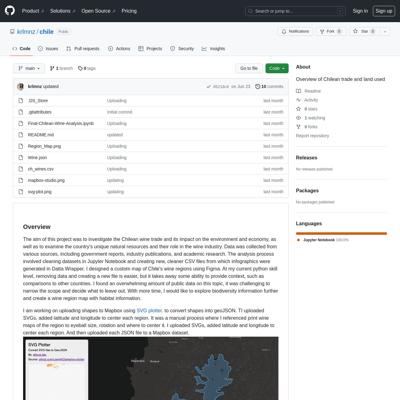 Product Solutions Open Source Pricing
Search or jump to...
Sign in
Sign up
krlmnz / chile Public
Notifications
Fork 0
Star 0
Code Issues Pull requests Actions Projects Security Insights
main
1 branch
0 tags
Go to file
Code
krlmnz updated
on Jun 23
10 commits
.DS_Store Uploading last month
.gitattributes Initial commit last month
Final-Chilean-Wine-Analysis.ipynb Uploading last month
README.md updated last month
Region_Map.png Uploading last month
Wine.json Uploading last month
ch_wines.csv Uploading last month
mapbox-studio.png updating last month
svg-plot.png updating last month
About
Overview of Chilean trade and land used
Readme
Activity
0 stars
1 watching
0 forks
Report repository
Releases
No releases published
Packages
No packages published
Languages
Jupyter Notebook 100.0%
Overview
The aim of this project was to investigate the Chilean wine trade and its impact on the environment and economy, as
well as to examine the country's unique natural resources and their role in the wine industry. Data was collected from
various sources, including government reports, industry publications, and academic research. The analysis process
involved cleaning datasets in Jupyter Notebook and creating new, cleaner CSV files from which infographics were
generated in Data Wrapper. I designed a custom map of Chile's wine regions using Figma. At my current python skill
level, removing data and creating a new file is easier, but it takes away some ability to provide context, such as
comparisons to other countries. I found an overwhelming amount of public data on this topic, it was challenging to
narrow the scope and decide what to leave out. With more time, I would like to explore biodiversity further
and create a wine region map with habitat information.
I am working on uploading shapes to Mapbox using SVG plotter. to convert shapes into geoJSON. TI uploaded
SVGs, added latitude and longitude to center each region. It was a manual process where I referenced print wine
maps of the region to eyeball size, rotation and where to center it. I uploaded SVGs, added latitude and longitude to
center each region. And then uploaded each JSON file to a Mapbox dataset.
SVG Plotter
Convert SVG files to GeoJSON